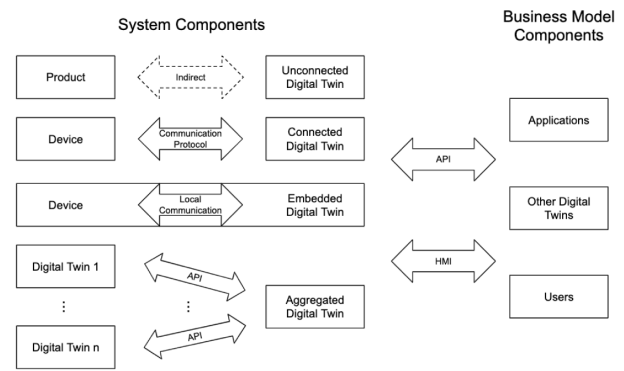 System Components
Business Model
Components
Product
Indirect
Unconnected
Digital Twin
Device
Communication
Protocol
Connected
Digital Twin
Applications
API
Device
Local
Communication
Embedded
Digital Twin
Other Digital
Twins
Digital Twin 1
API
HMI
Aggregated
Digital Twin
Users
Digital Twin n
API